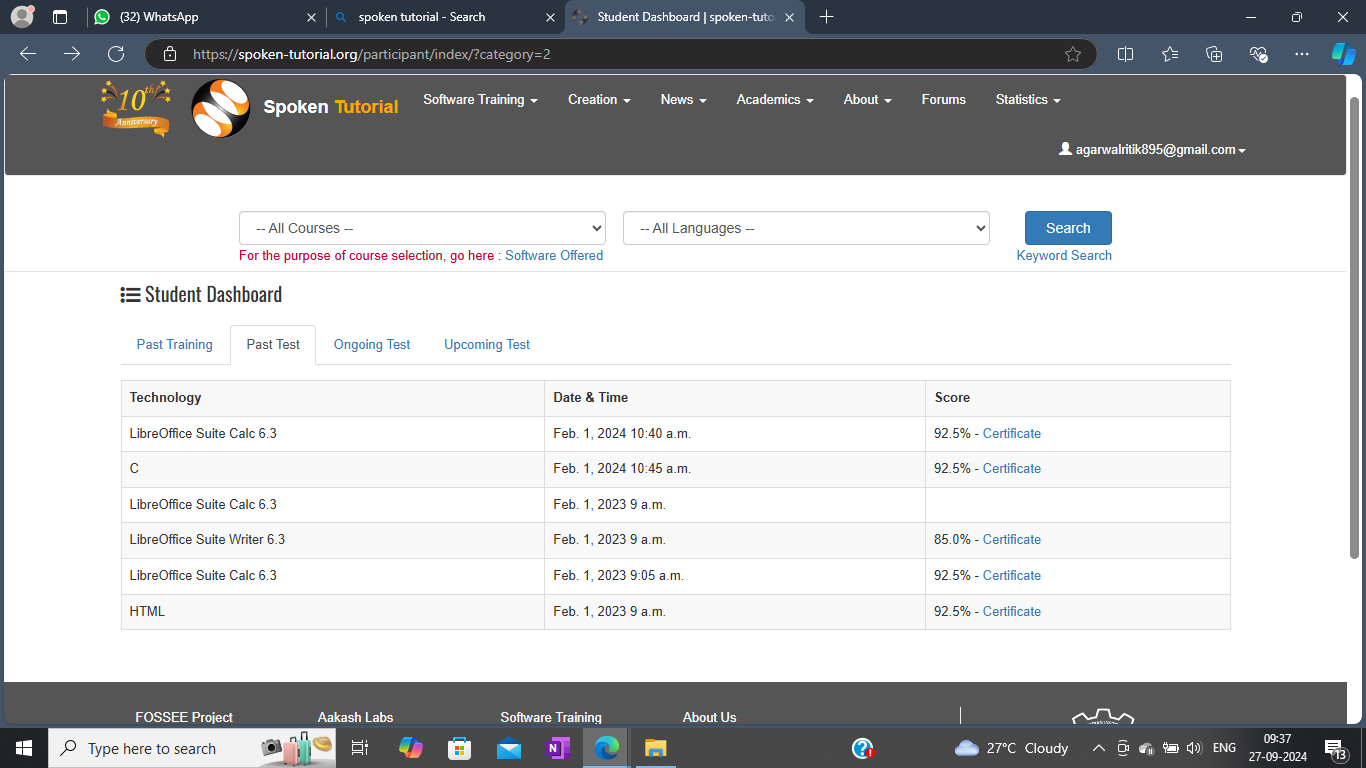 (32) WhatsApp
spoken tutorial - Search
Student Dashboard | spoken-tuto
https://spoken-tutorial.org/participant/index/?category=2
10th
Anniversary
Spoken Tutorial
Software Training
Creation
News
Academics
About
Forums
Statistics
agarwalritik895@gmail.com
-- All Courses --
-- All Languages --
Search
For the purpose of course selection, go here : Software Offered
Keyword Search
Student Dashboard
Past Training
Past Test
Ongoing Test
Upcoming Test
Technology Date & Time Score
LibreOffice Suite Calc 6.3 Feb. 1, 2024 10:40 a.m. 92.5% - Certificate
C Feb. 1, 2024 10:45 a.m. 92.5% - Certificate
LibreOffice Suite Calc 6.3 Feb. 1, 2023 9 a.m.
LibreOffice Suite Writer 6.3 Feb. 1, 2023 9 a.m. 85.0% - Certificate
LibreOffice Suite Calc 6.3 Feb. 1, 2023 9:05 a.m. 92.5% - Certificate
HTML Feb. 1, 2023 9 a.m. 92.5% - Certificate
FOSSEE Project
Aakash Labs
Software Training
About Us
Type here to search
N
27°C Cloudy
ENG
09:37
27-09-2024
13